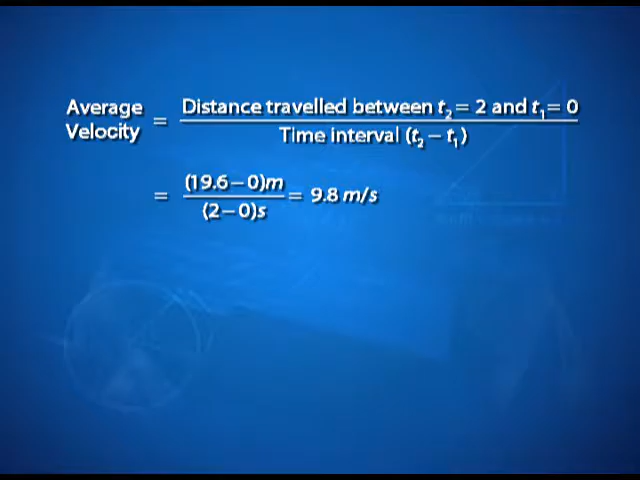 Average Velocity = Distance travelled between t₂ = 2 and t₁ = 0 / Time interval (t₂ – t₁)
= (19.6 – 0)m / (2 – 0)s = 9.8 m/s